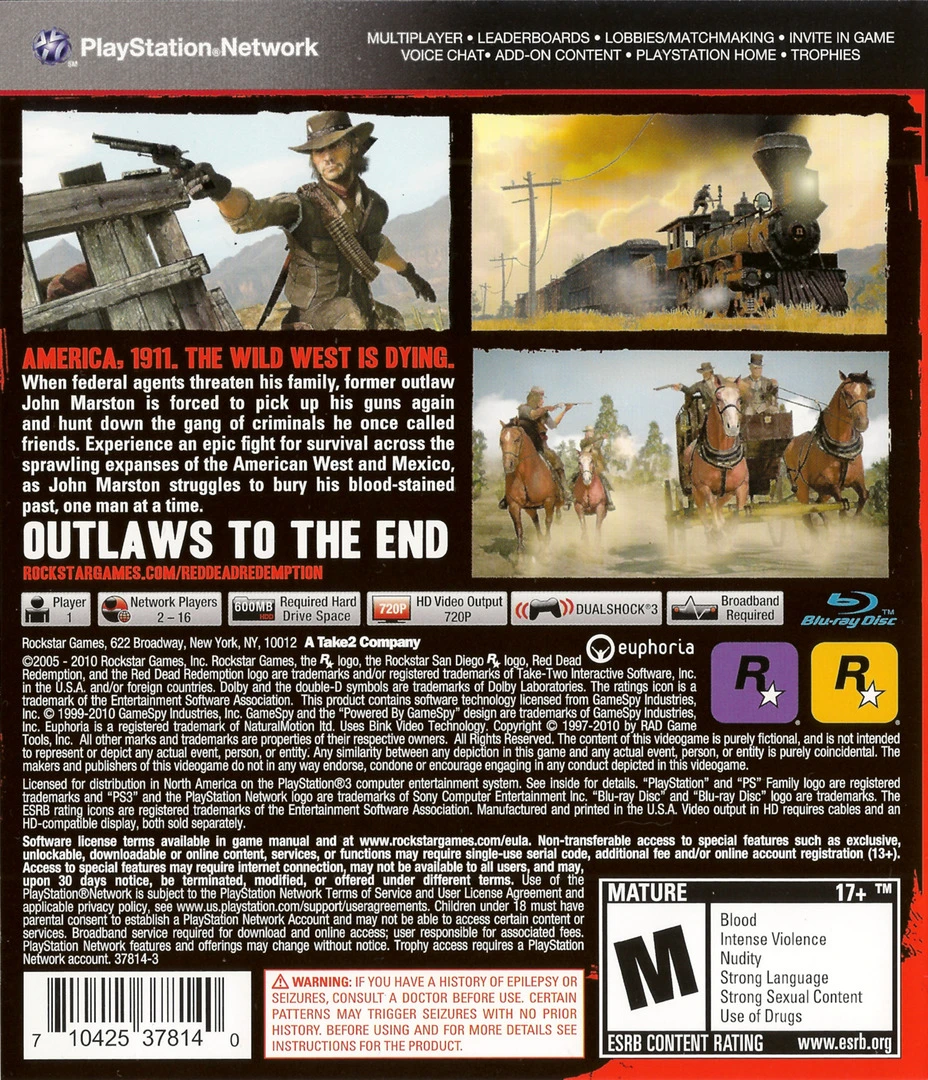 PlayStation®Network
SM
MULTIPLAYER • LEADERBOARDS • LOBBIES/MATCHMAKING • INVITE IN GAME
VOICE CHAT• ADD-ON CONTENT • PLAYSTATION HOME • TROPHIES
AMERICA, 1911. THE WILD WEST IS DYING.
When federal agents threaten his family, former outlaw
John Marston is forced to pick up his guns again
and hunt down the gang of criminals he once called
friends. Experience an epic fight for survival across the
sprawling expanses of the American West and Mexico,
as John Marston struggles to bury his blood-stained
past, one man at a time.
OUTLAWS TO THE END
ROCKSTARGAMES.COM/REDDEADREDEMPTION
Player
1
Network Players
2 – 16
600MB
HDD
Required Hard
Drive Space
720P
HD Video Output
720P
DUALSHOCK®3
Broadband
Required
Blu-ray Disc™
Rockstar Games, 622 Broadway, New York, NY, 10012 A Take2 Company
euphoria
R
R
©2005 - 2010 Rockstar Games, Inc. Rockstar Games, the R logo, the Rockstar San Diego R logo, Red Dead
Redemption, and the Red Dead Redemption logo are trademarks and/or registered trademarks of Take-Two Interactive Software, Inc.
in the U.S.A. and/or foreign countries. Dolby and the double-D symbols are trademarks of Dolby Laboratories. The ratings icon is a
trademark of the Entertainment Software Association. This product contains software technology licensed from GameSpy Industries,
Inc. © 1999-2010 GameSpy Industries, Inc. GameSpy and the “Powered By GameSpy” design are trademarks of GameSpy Industries,
Inc. Euphoria is a registered trademark of NaturalMotion ltd. Uses Bink Video Technology. Copyright © 1997-2010 by RAD Game
Tools, Inc. All other marks and trademarks are properties of their respective owners. All Rights Reserved. The content of this videogame is purely fictional, and is not intended
to represent or depict any actual event, person, or entity. Any similarity between any depiction in this game and any actual event, person, or entity is purely coincidental. The
makers and publishers of this videogame do not in any way endorse, condone or encourage engaging in any conduct depicted in this videogame.
Licensed for distribution in North America on the PlayStation®3 computer entertainment system. See inside for details. “PlayStation” and “PS” Family logo are registered
trademarks and “PS3” and the PlayStation Network logo are trademarks of Sony Computer Entertainment Inc. “Blu-ray Disc” and “Blu-ray Disc” logo are trademarks. The
ESRB rating icons are registered trademarks of the Entertainment Software Association. Manufactured and printed in the U.S.A. Video output in HD requires cables and an
HD-compatible display, both sold separately.
Software license terms available in game manual and at www.rockstargames.com/eula. Non-transferable access to special features such as exclusive,
unlockable, downloadable or online content, services, or functions may require single-use serial code, additional fee and/or online account registration (13+).
Access to special features may require internet connection, may not be available to all users, and may,
upon 30 days notice, be terminated, modified, or offered under different terms. Use of the
PlayStation®Network is subject to the PlayStation Network Terms of Service and User License Agreement and
applicable privacy policy, see www.us.playstation.com/support/useragreements. Children under 18 must have
parental consent to establish a PlayStation Network Account and may not be able to access certain content or
services. Broadband service required for download and online access; user responsible for associated fees.
PlayStation Network features and offerings may change without notice. Trophy access requires a PlayStation
Network account. 37814-3
7 10425 37814 0
WARNING: IF YOU HAVE A HISTORY OF EPILEPSY OR
SEIZURES, CONSULT A DOCTOR BEFORE USE. CERTAIN
PATTERNS MAY TRIGGER SEIZURES WITH NO PRIOR
HISTORY. BEFORE USING AND FOR MORE DETAILS SEE
INSTRUCTIONS FOR THE PRODUCT.
MATURE 17+ ™
M
Blood
Intense Violence
Nudity
Strong Language
Strong Sexual Content
Use of Drugs
ESRB CONTENT RATING www.esrb.org